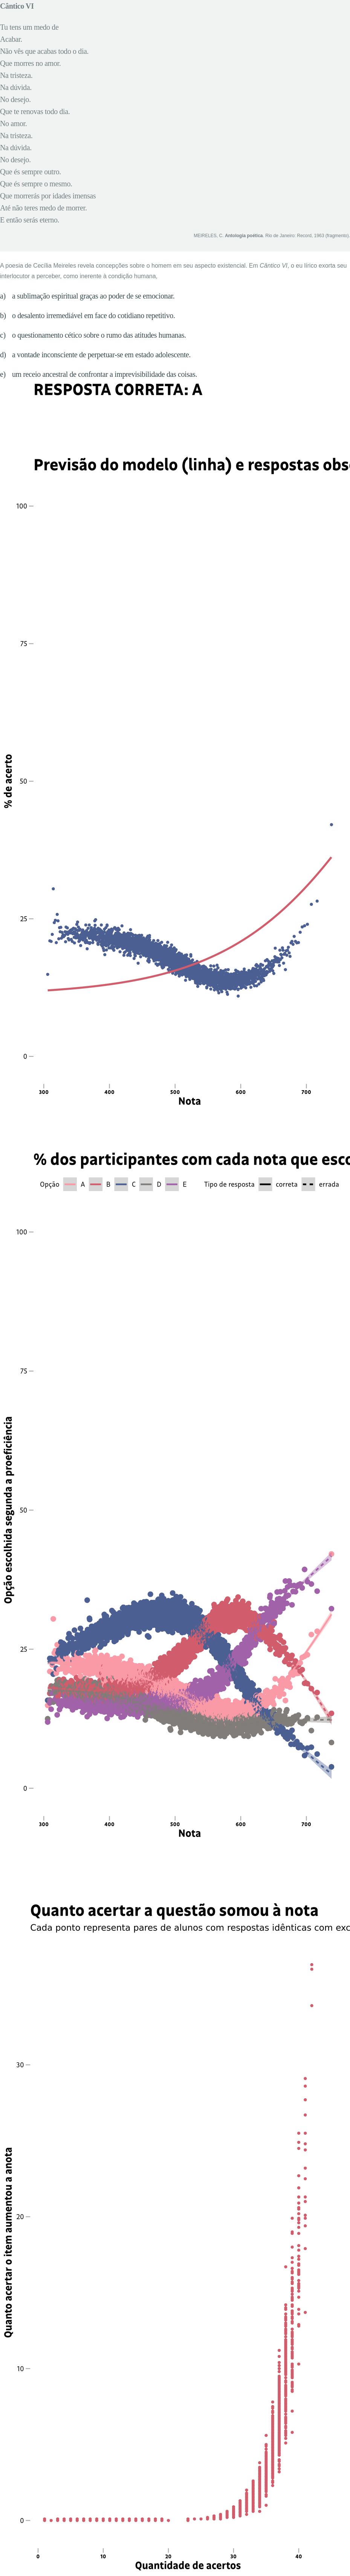 Cântico VI
Tu tens um medo de
Acabar.
Não vês que acabas todo o dia.
Que morres no amor.
Na tristeza.
Na dúvida.
No desejo.
Que te renovas todo dia.
No amor.
Na tristeza.
Na dúvida.
No desejo.
Que és sempre outro.
Que és sempre o mesmo.
Que morrerás por idades imensas
Até não teres medo de morrer.
E então serás eterno.
MEIRELES, C. Antologia poética. Rio de Janeiro: Record, 1963 (fragmento).
A poesia de Cecília Meireles revela concepções sobre o homem em seu aspecto existencial. Em Cântico VI, o eu lírico exorta seu
interlocutor a perceber, como inerente à condição humana,
a) a sublimação espiritual graças ao poder de se emocionar.
b) o desalento irremediável em face do cotidiano repetitivo.
c) o questionamento cético sobre o rumo das atitudes humanas.
d) a vontade inconsciente de perpetuar-se em estado adolescente.
e) um receio ancestral de confrontar a imprevisibilidade das coisas.
RESPOSTA CORRETA: A
Previsão do modelo (linha) e respostas obs
100
75
50
25
0
% de acerto
300 400 500 600 700
Nota
% dos participantes com cada nota que esco
Opção A B C D E Tipo de resposta correta errada
100
75
50
25
0
Opção escolhida segunda a proeficiência
300 400 500 600 700
Nota
Quanto acertar a questão somou à nota
Cada ponto representa pares de alunos com respostas idênticas com exc
30
20
10
0
Quanto acertar o item aumentou a anota
0 10 20 30 40
Quantidade de acertos